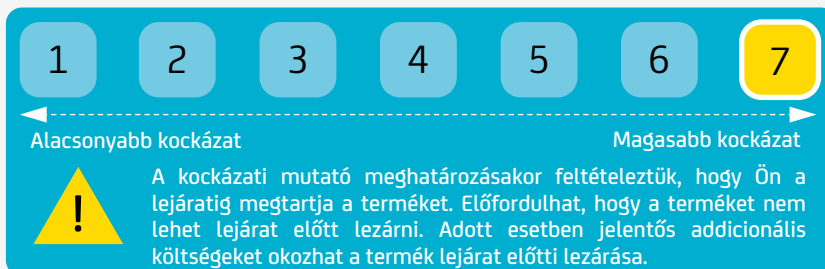 1 2 3 4 5 6 7
Alacsonyabb kockázat Magasabb kockázat
! A kockázati mutató meghatározásakor feltételeztük, hogy Ön a
lejáratig megtartja a terméket. Előfordulhat, hogy a terméket nem
lehet lejárat előtt lezárni. Adott esetben jelentős addicionális
költségeket okozhat a termék lejárat előtti lezárása.